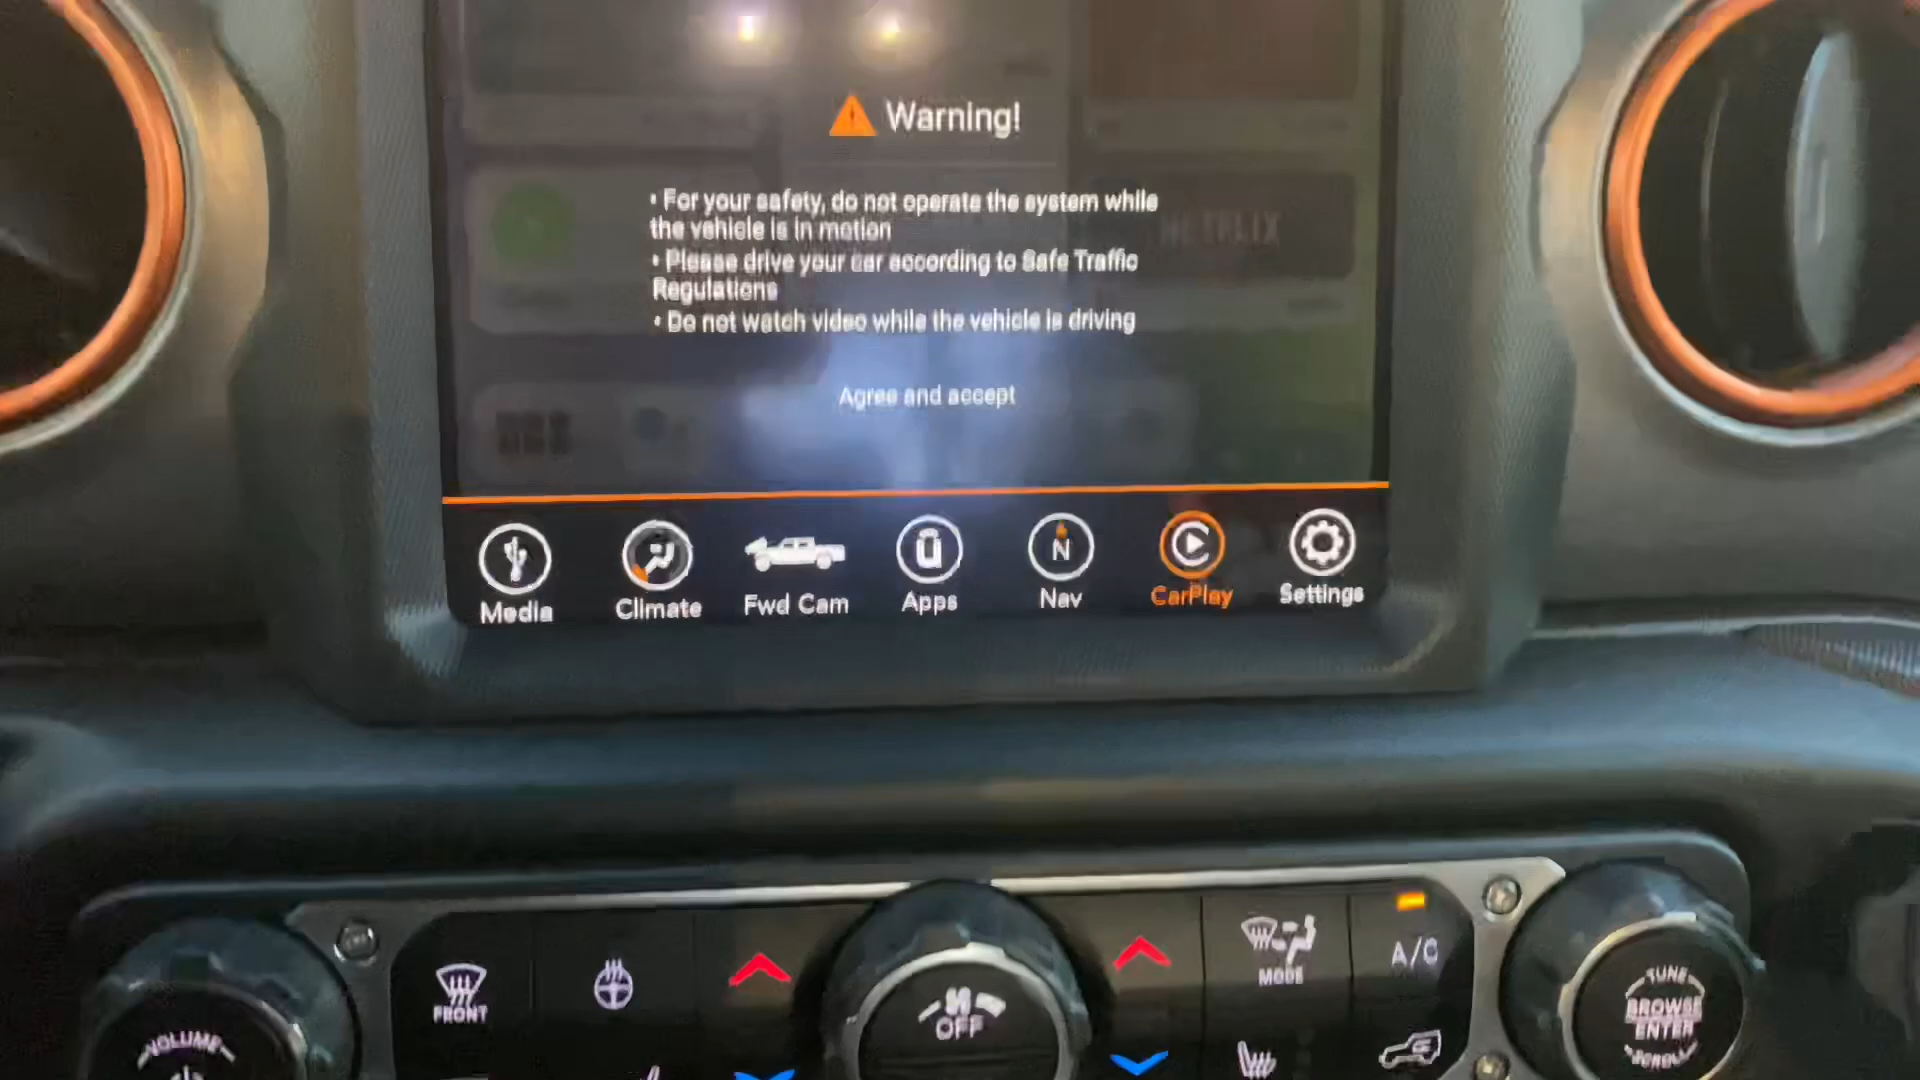 Warning!
• For your safety, do not operate the system while
the vehicle is in motion
NETFLIX
• Please drive your car according to Safe Traffic
Regulations
• Do not watch video while the vehicle is driving
Agree and accept
Media
Climate
Fwd Cam
Apps
N
Nav
CarPlay
Settings
FRONT
VOLUME
OFF
MODE
A/C
TUNE
BROWSE
ENTER
SCROLL